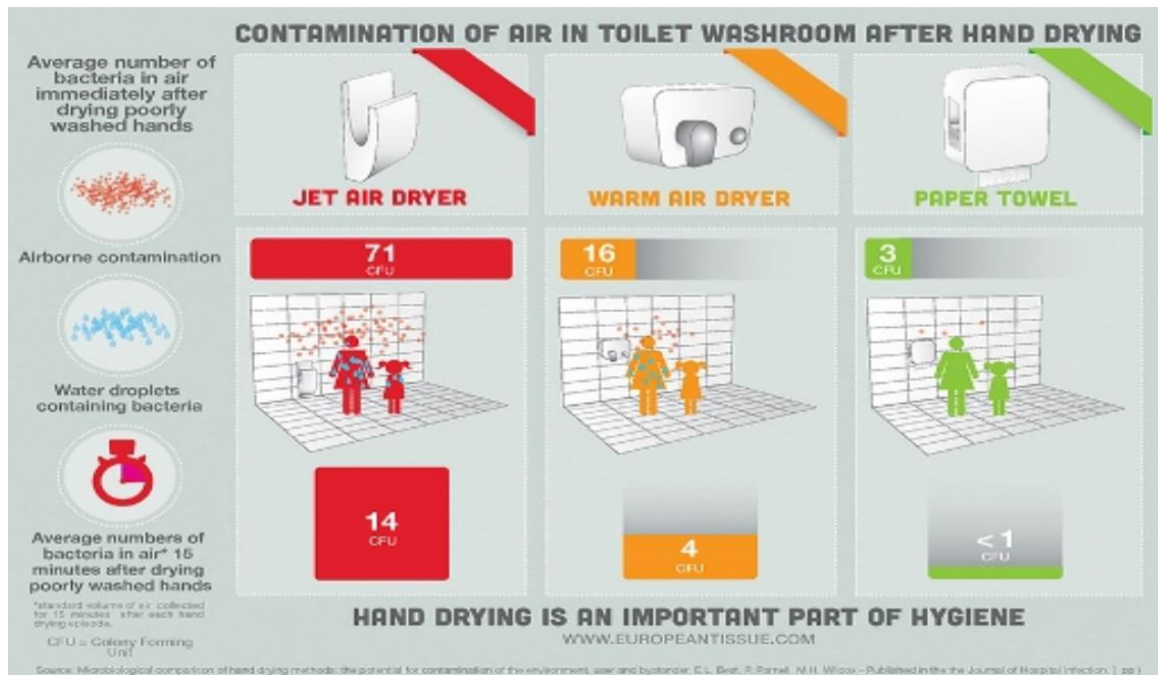 CONTAMINATION OF AIR IN TOILET WASHROOM AFTER HAND DRYING
Average number of
bacteria in air
immediately after
drying poorly
washed hands
Airborne contamination
Water droplets
containing bacteria
Average numbers of
bacteria in air* 15
minutes after drying
poorly washed hands
*standard volume of air collected
for 15 minutes after each hand
drying episode.
CFU = Colony Forming
Unit
JET AIR DRYER
71
CFU
14
CFU
WARM AIR DRYER
16
CFU
4
CFU
PAPER TOWEL
3
CFU
< 1
CFU
HAND DRYING IS AN IMPORTANT PART OF HYGIENE
WWW.EUROPEANTISSUE.COM
Source: Microbiological comparison of hand drying methods: the potential for contamination of the environment, user and bystander. E.L. Best, P. Parnell, M.H. Wilcox - Published in the the Journal of Hospital Infection.